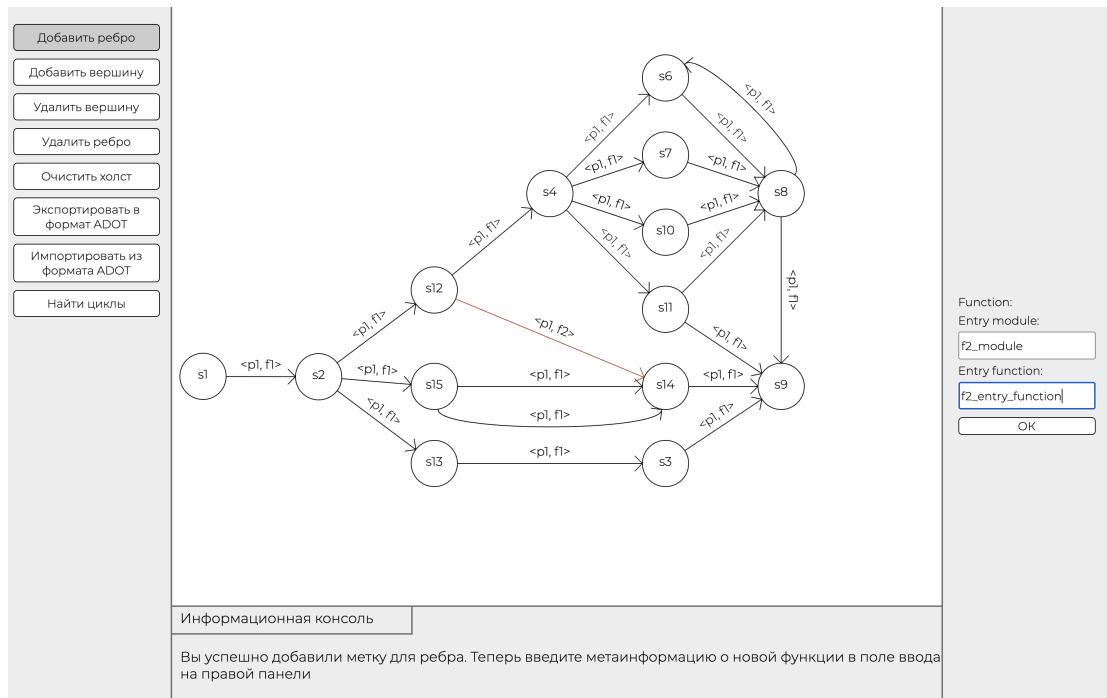 Добавить ребро
Добавить вершину
Удалить вершину
Удалить ребро
Очистить холст
Экспортировать в
формат ADOT
Импортировать из
формата ADOT
Найти циклы
s6
<p1, f1>
<p1, f1>
<p1, f1>
s7
<p1, f1>
<p1, f1>
s4
s8
<p1, f1>
<p1, f1>
s10
<p1, f1>
<p1, f1>
<p1, f1>
s12
<p1, f1>
s11
<p1, f1>
<p1, f2>
<p1, f1>
s1
<p1, f1>
s2
<p1, f1>
s15
<p1, f1>
s14
<p1, f1>
s9
<p1, f1>
<p1, f1>
<p1, f1>
s13
<p1, f1>
s3
Function:
Entry module:
f2_module
Entry function:
f2_entry_function
OK
Информационная консоль
Вы успешно добавили метку для ребра. Теперь введите метаинформацию о новой функции в поле ввода
на правой панели